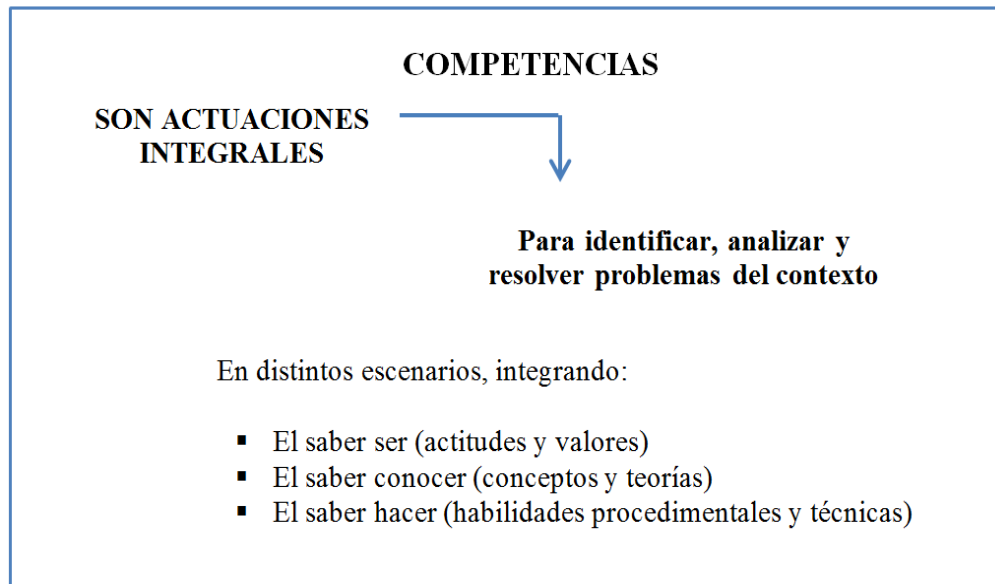 COMPETENCIAS
SON ACTUACIONES
INTEGRALES
Para identificar, analizar y
resolver problemas del contexto
En distintos escenarios, integrando:
▪ El saber ser (actitudes y valores)
▪ El saber conocer (conceptos y teorías)
▪ El saber hacer (habilidades procedimentales y técnicas)